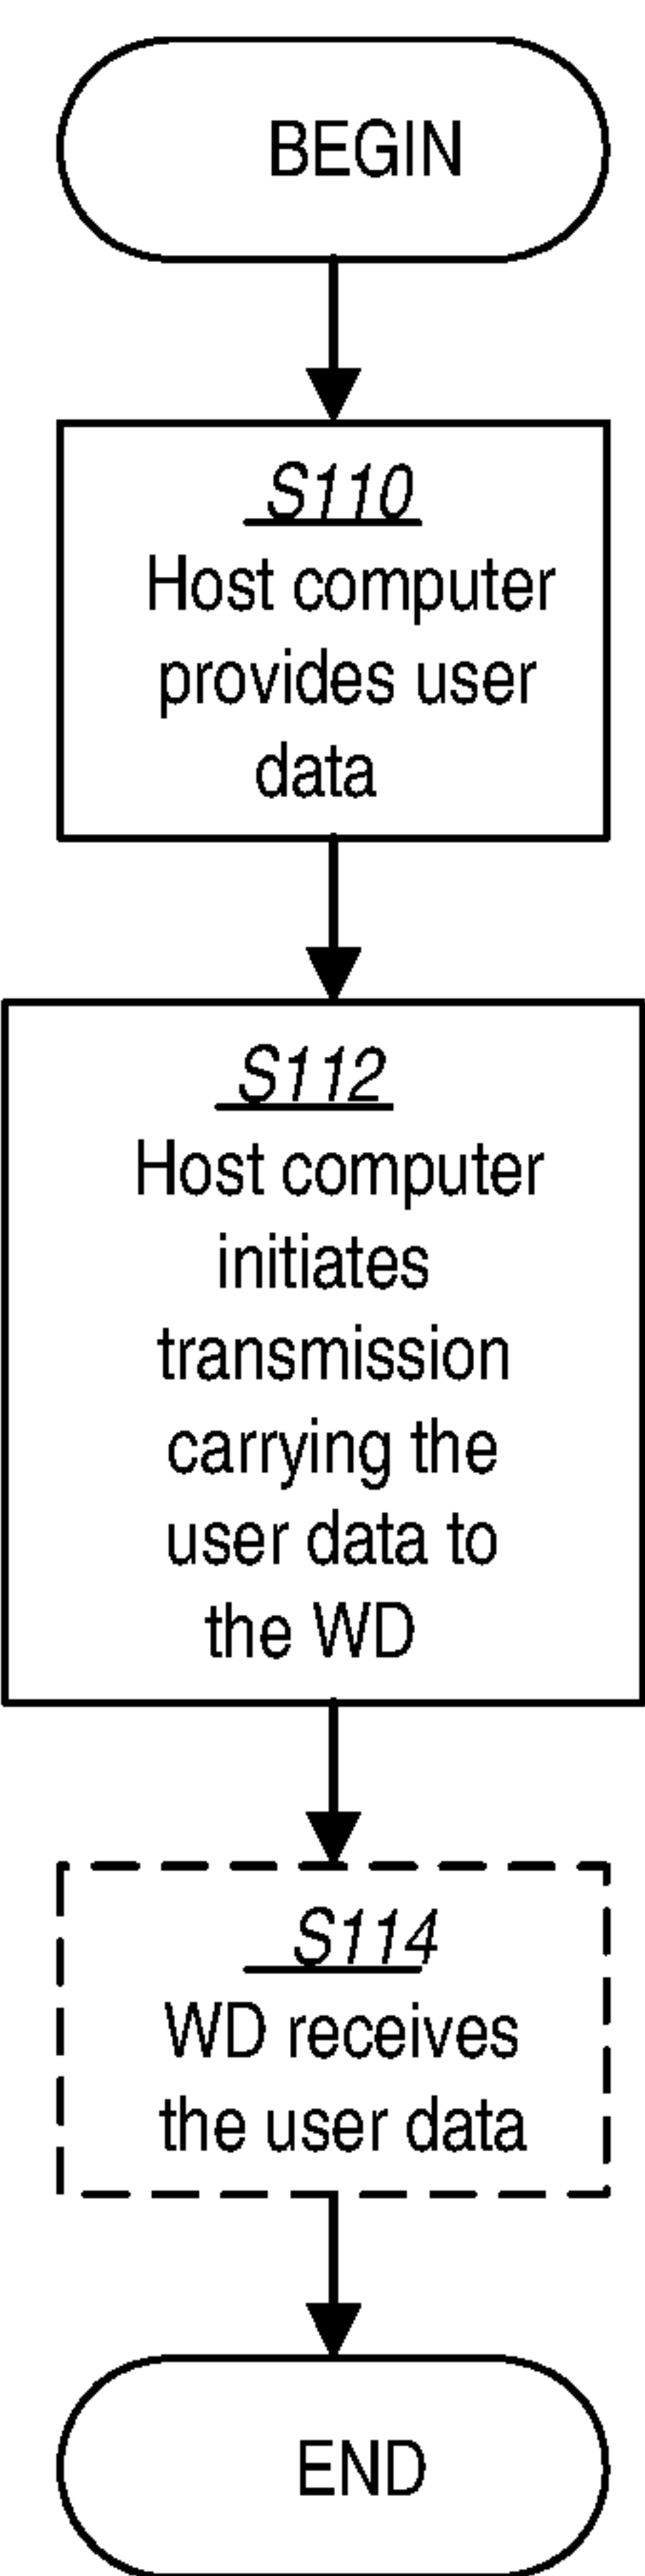 BEGIN
S110
Host computer
provides user
data
S112
Host computer
initiates
transmission
carrying the
user data to
the WD
S114
WD receives
the user data
END